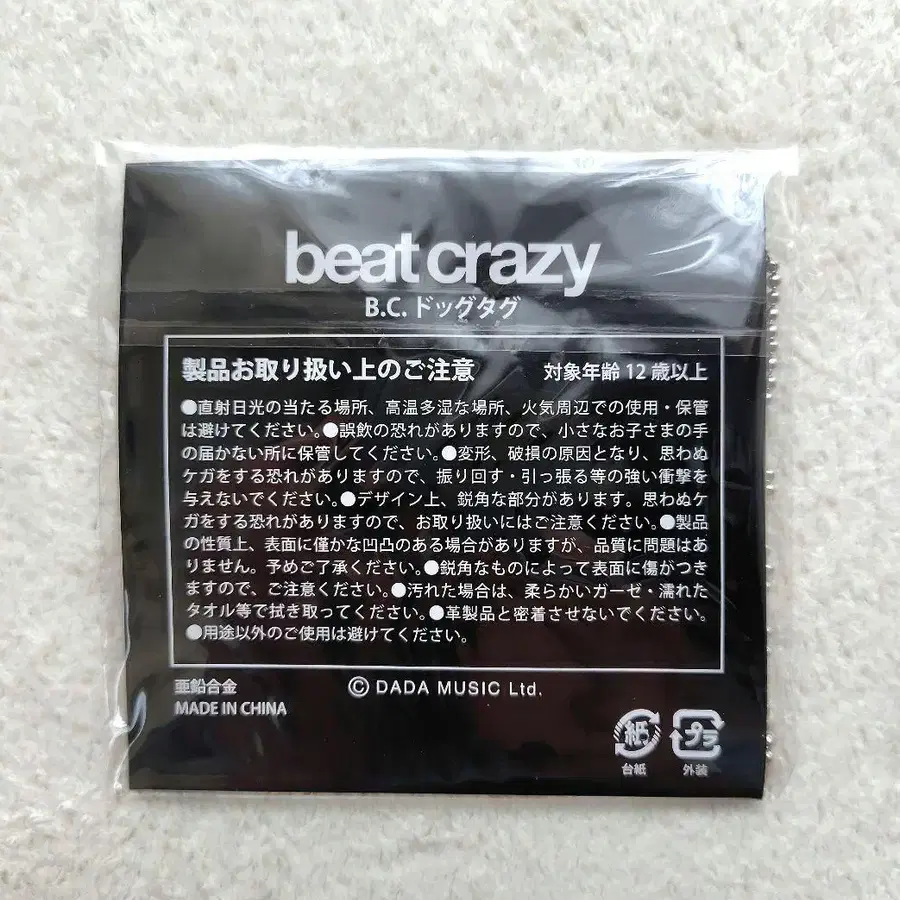 beat crazy
B.C. ドッグタグ
製品お取り扱い上のご注意 対象年齢 12 歳以上
●直射日光の当たる場所、高温多湿な場所、火気周辺での使用・保管
は避けてください。●誤飲の恐れがありますので、小さなお子さまの手
の届かない所に保管してください。●変形、破損の原因となり、思わぬ
ケガをする恐れがありますので、振り回す・引っ張る等の強い衝撃を
与えないでください。●デザイン上、鋭角な部分があります。思わぬケ
ガをする恐れがありますので、お取り扱いにはご注意ください。●製品
の性質上、表面に僅かな凹凸のある場合がありますが、品質に問題はあ
りません。予めご了承ください。●鋭角なものによって表面に傷がつき
ますので、ご注意ください。●汚れた場合は、柔らかいガーゼ・濡れた
タオル等で拭き取ってください。●革製品と密着させないでください。
●用途以外のご使用は避けてください。
亜鉛合金 © DADA MUSIC Ltd.
MADE IN CHINA
紙 プラ
台紙 外装